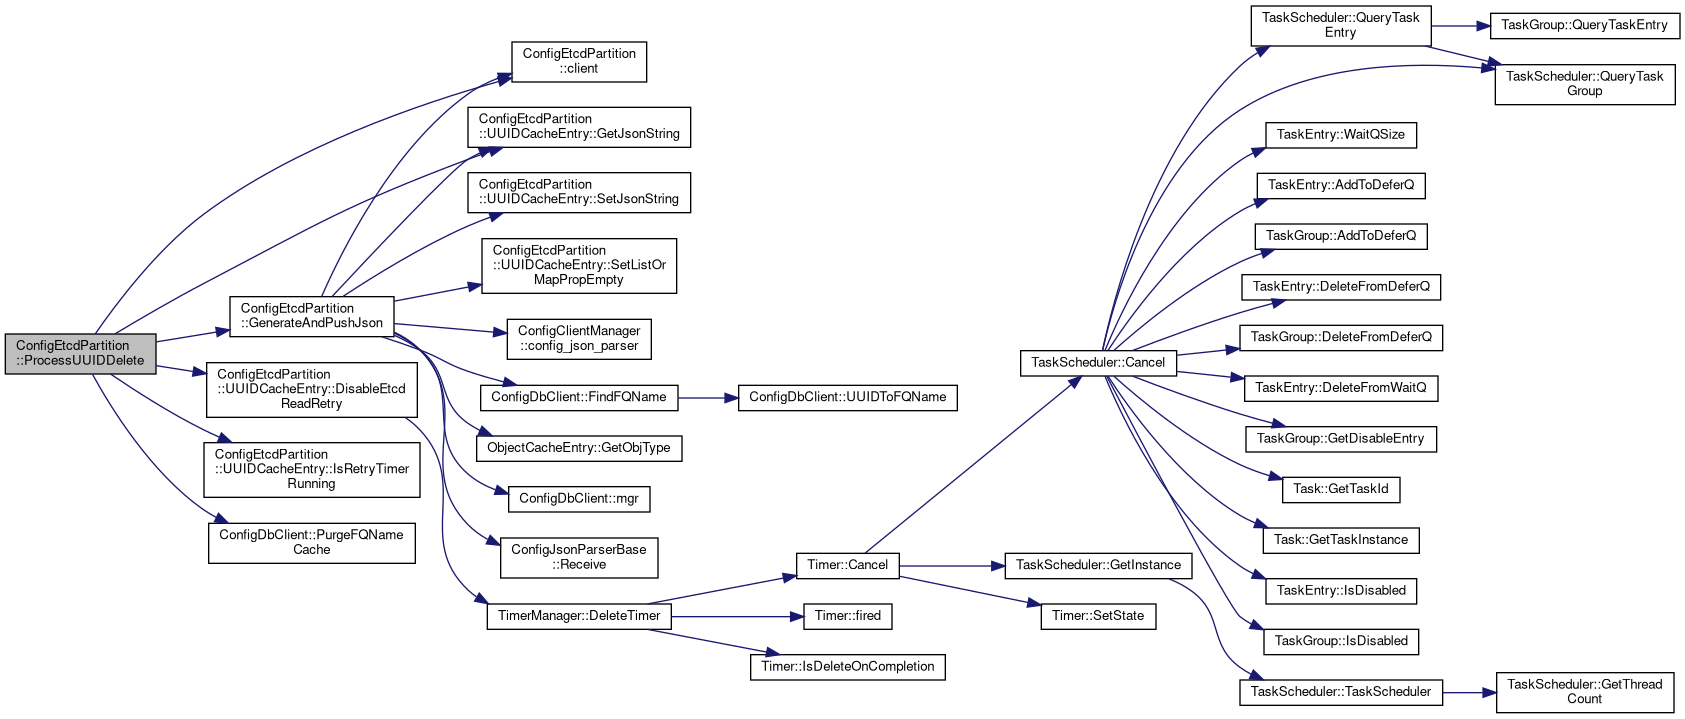 ConfigEtcdPartition
::ProcessUUIDDelete
ConfigEtcdPartition
::client
ConfigEtcdPartition
::UUIDCacheEntry::GetJsonString
ConfigEtcdPartition
::UUIDCacheEntry::SetJsonString
ConfigEtcdPartition
::UUIDCacheEntry::SetListOr
MapPropEmpty
ConfigEtcdPartition
::GenerateAndPushJson
ConfigClientManager
::config_json_parser
ConfigEtcdPartition
::UUIDCacheEntry::DisableEtcd
ReadRetry
ConfigDbClient::FindFQName
ConfigDbClient::UUIDToFQName
ObjectCacheEntry::GetObjType
ConfigEtcdPartition
::UUIDCacheEntry::IsRetryTimer
Running
ConfigDbClient::mgr
ConfigDbClient::PurgeFQName
Cache
ConfigJsonParserBase
::Receive
TimerManager::DeleteTimer
Timer::Cancel
Timer::fired
Timer::IsDeleteOnCompletion
TaskScheduler::Cancel
TaskScheduler::GetInstance
Timer::SetState
TaskScheduler::QueryTask
Entry
TaskGroup::QueryTaskEntry
TaskScheduler::QueryTask
Group
TaskEntry::WaitQSize
TaskEntry::AddToDeferQ
TaskGroup::AddToDeferQ
TaskEntry::DeleteFromDeferQ
TaskGroup::DeleteFromDeferQ
TaskEntry::DeleteFromWaitQ
TaskGroup::GetDisableEntry
Task::GetTaskId
Task::GetTaskInstance
TaskEntry::IsDisabled
TaskGroup::IsDisabled
TaskScheduler::TaskScheduler
TaskScheduler::GetThread
Count